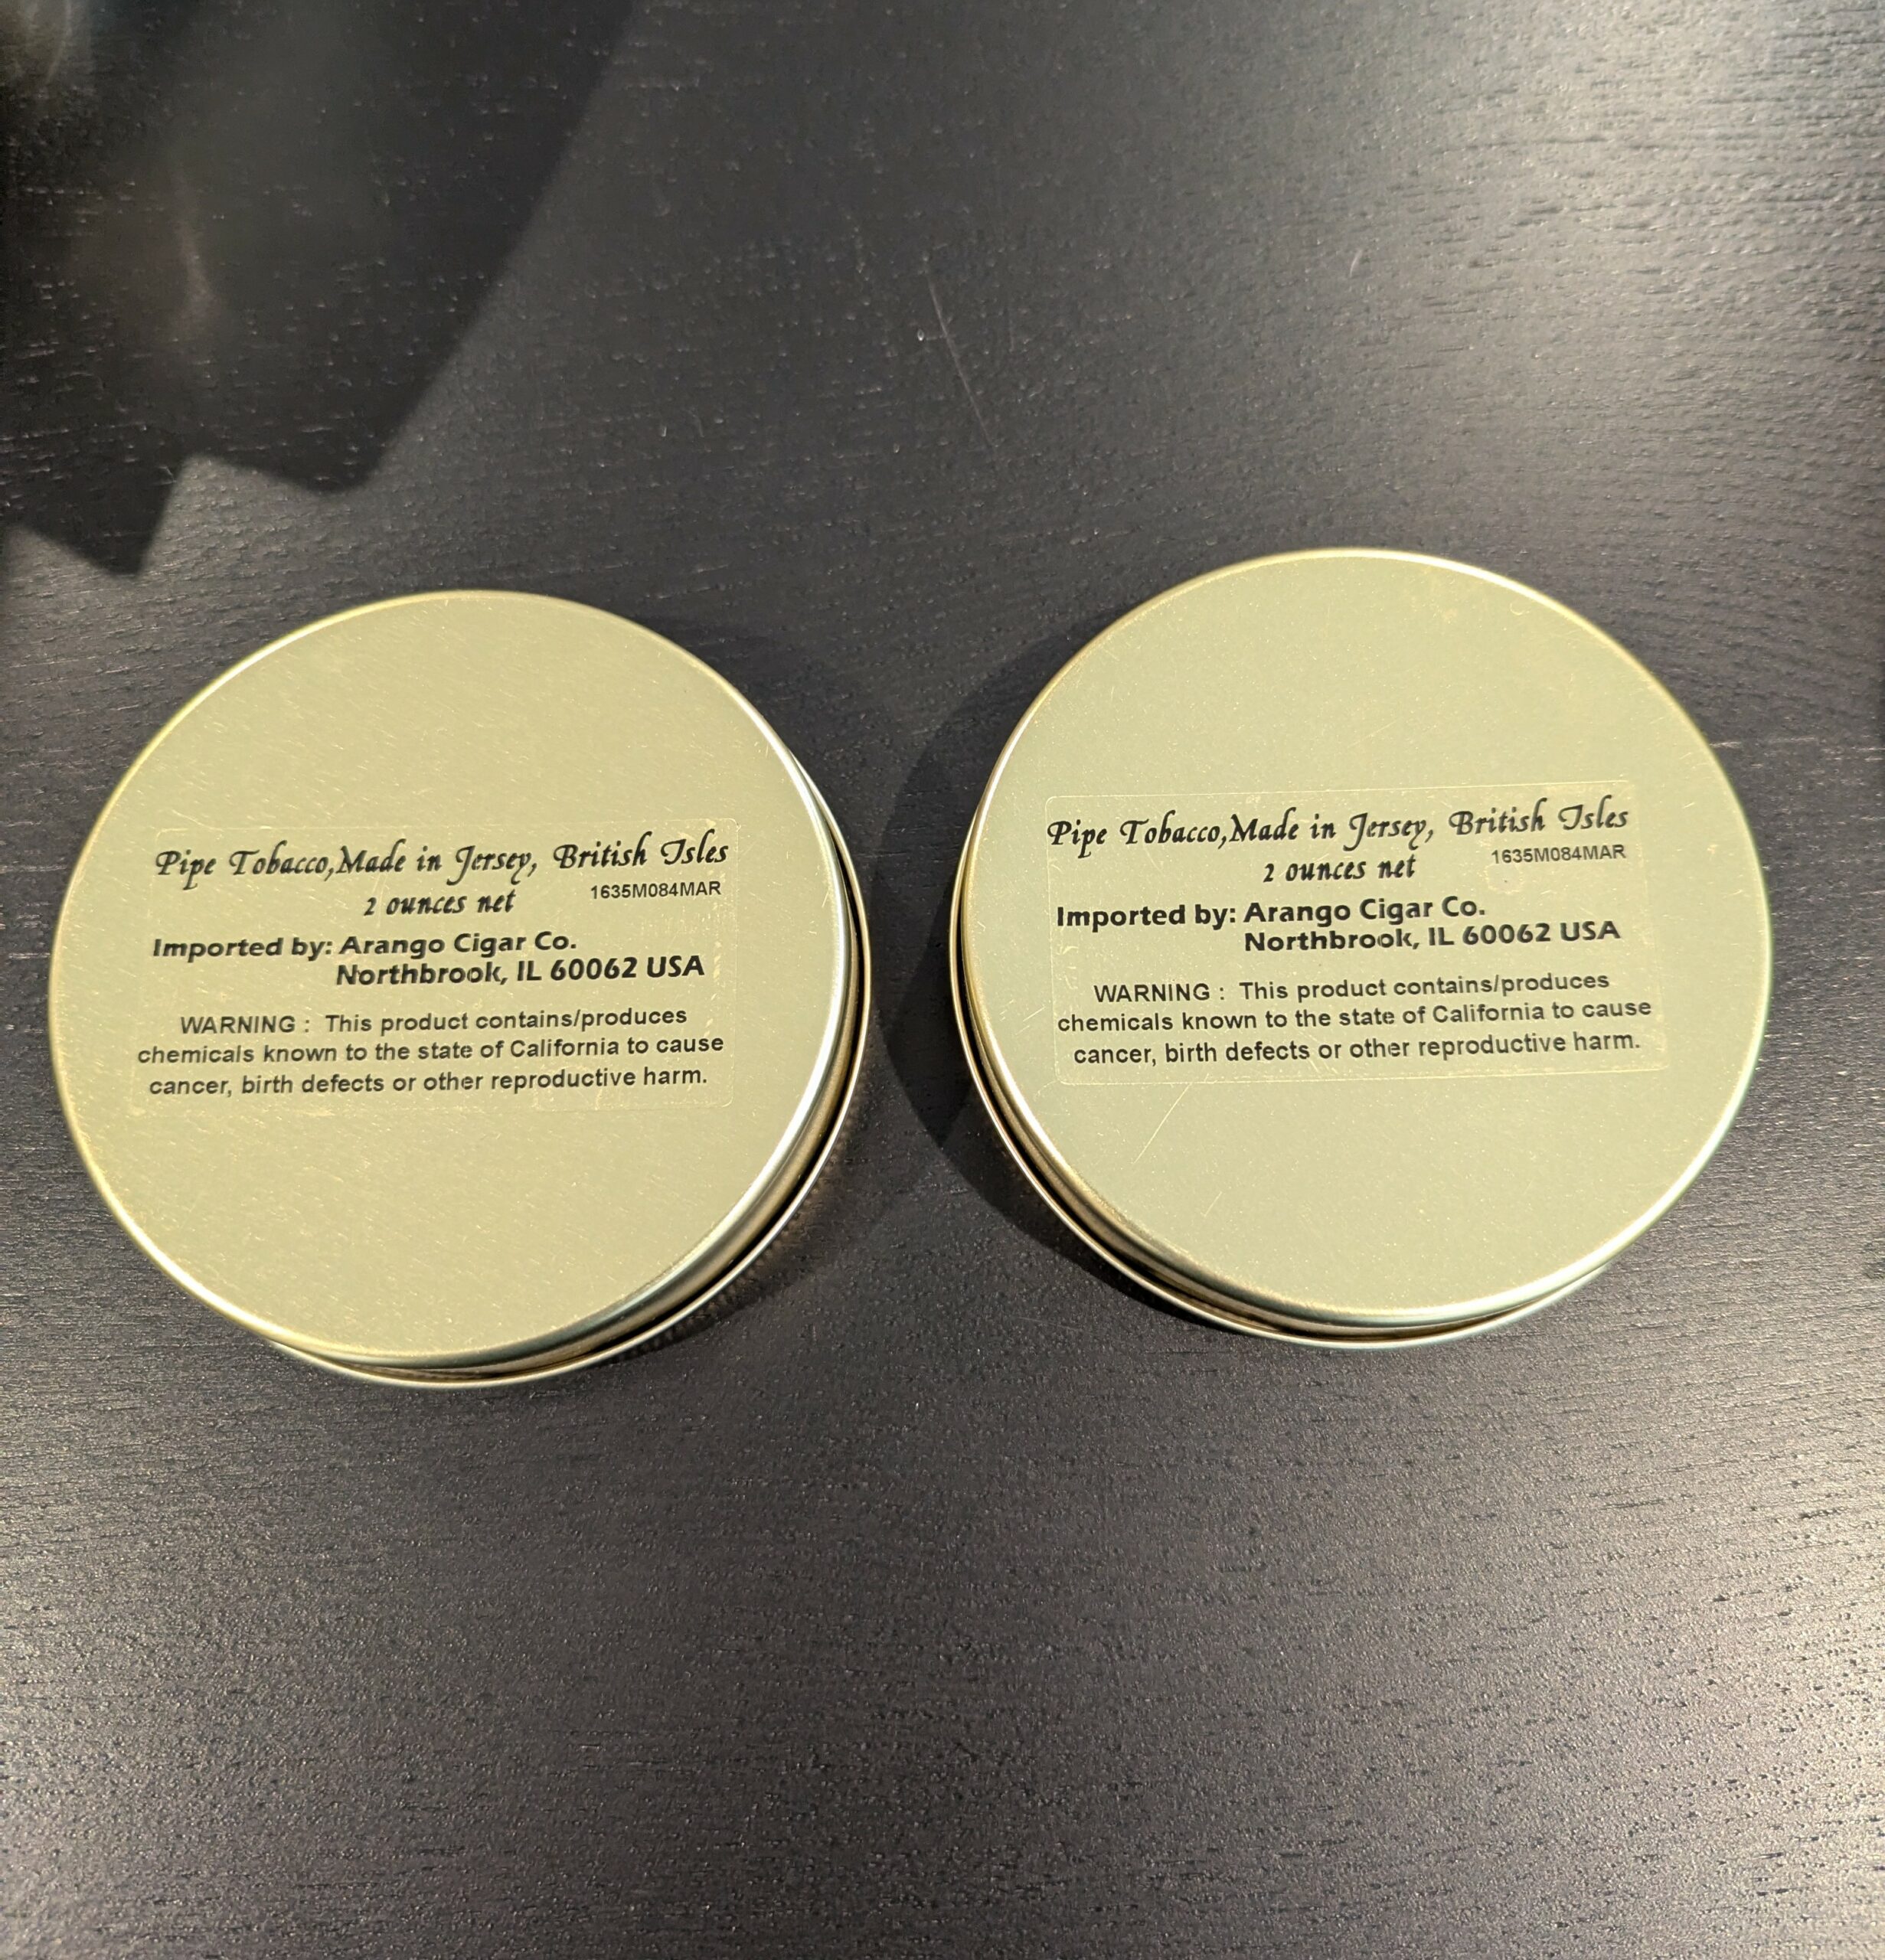 Pipe Tobacco,Made in Jersey, British Isles
2 ounces net 1635M084MAR
Imported by: Arango Cigar Co.
Northbrook, IL 60062 USA
WARNING : This product contains/produces
chemicals known to the state of California to cause
cancer, birth defects or other reproductive harm.
Pipe Tobacco,Made in Jersey, British Isles
2 ounces net 1635M084MAR
Imported by: Arango Cigar Co.
Northbrook, IL 60062 USA
WARNING : This product contains/produces
chemicals known to the state of California to cause
cancer, birth defects or other reproductive harm.